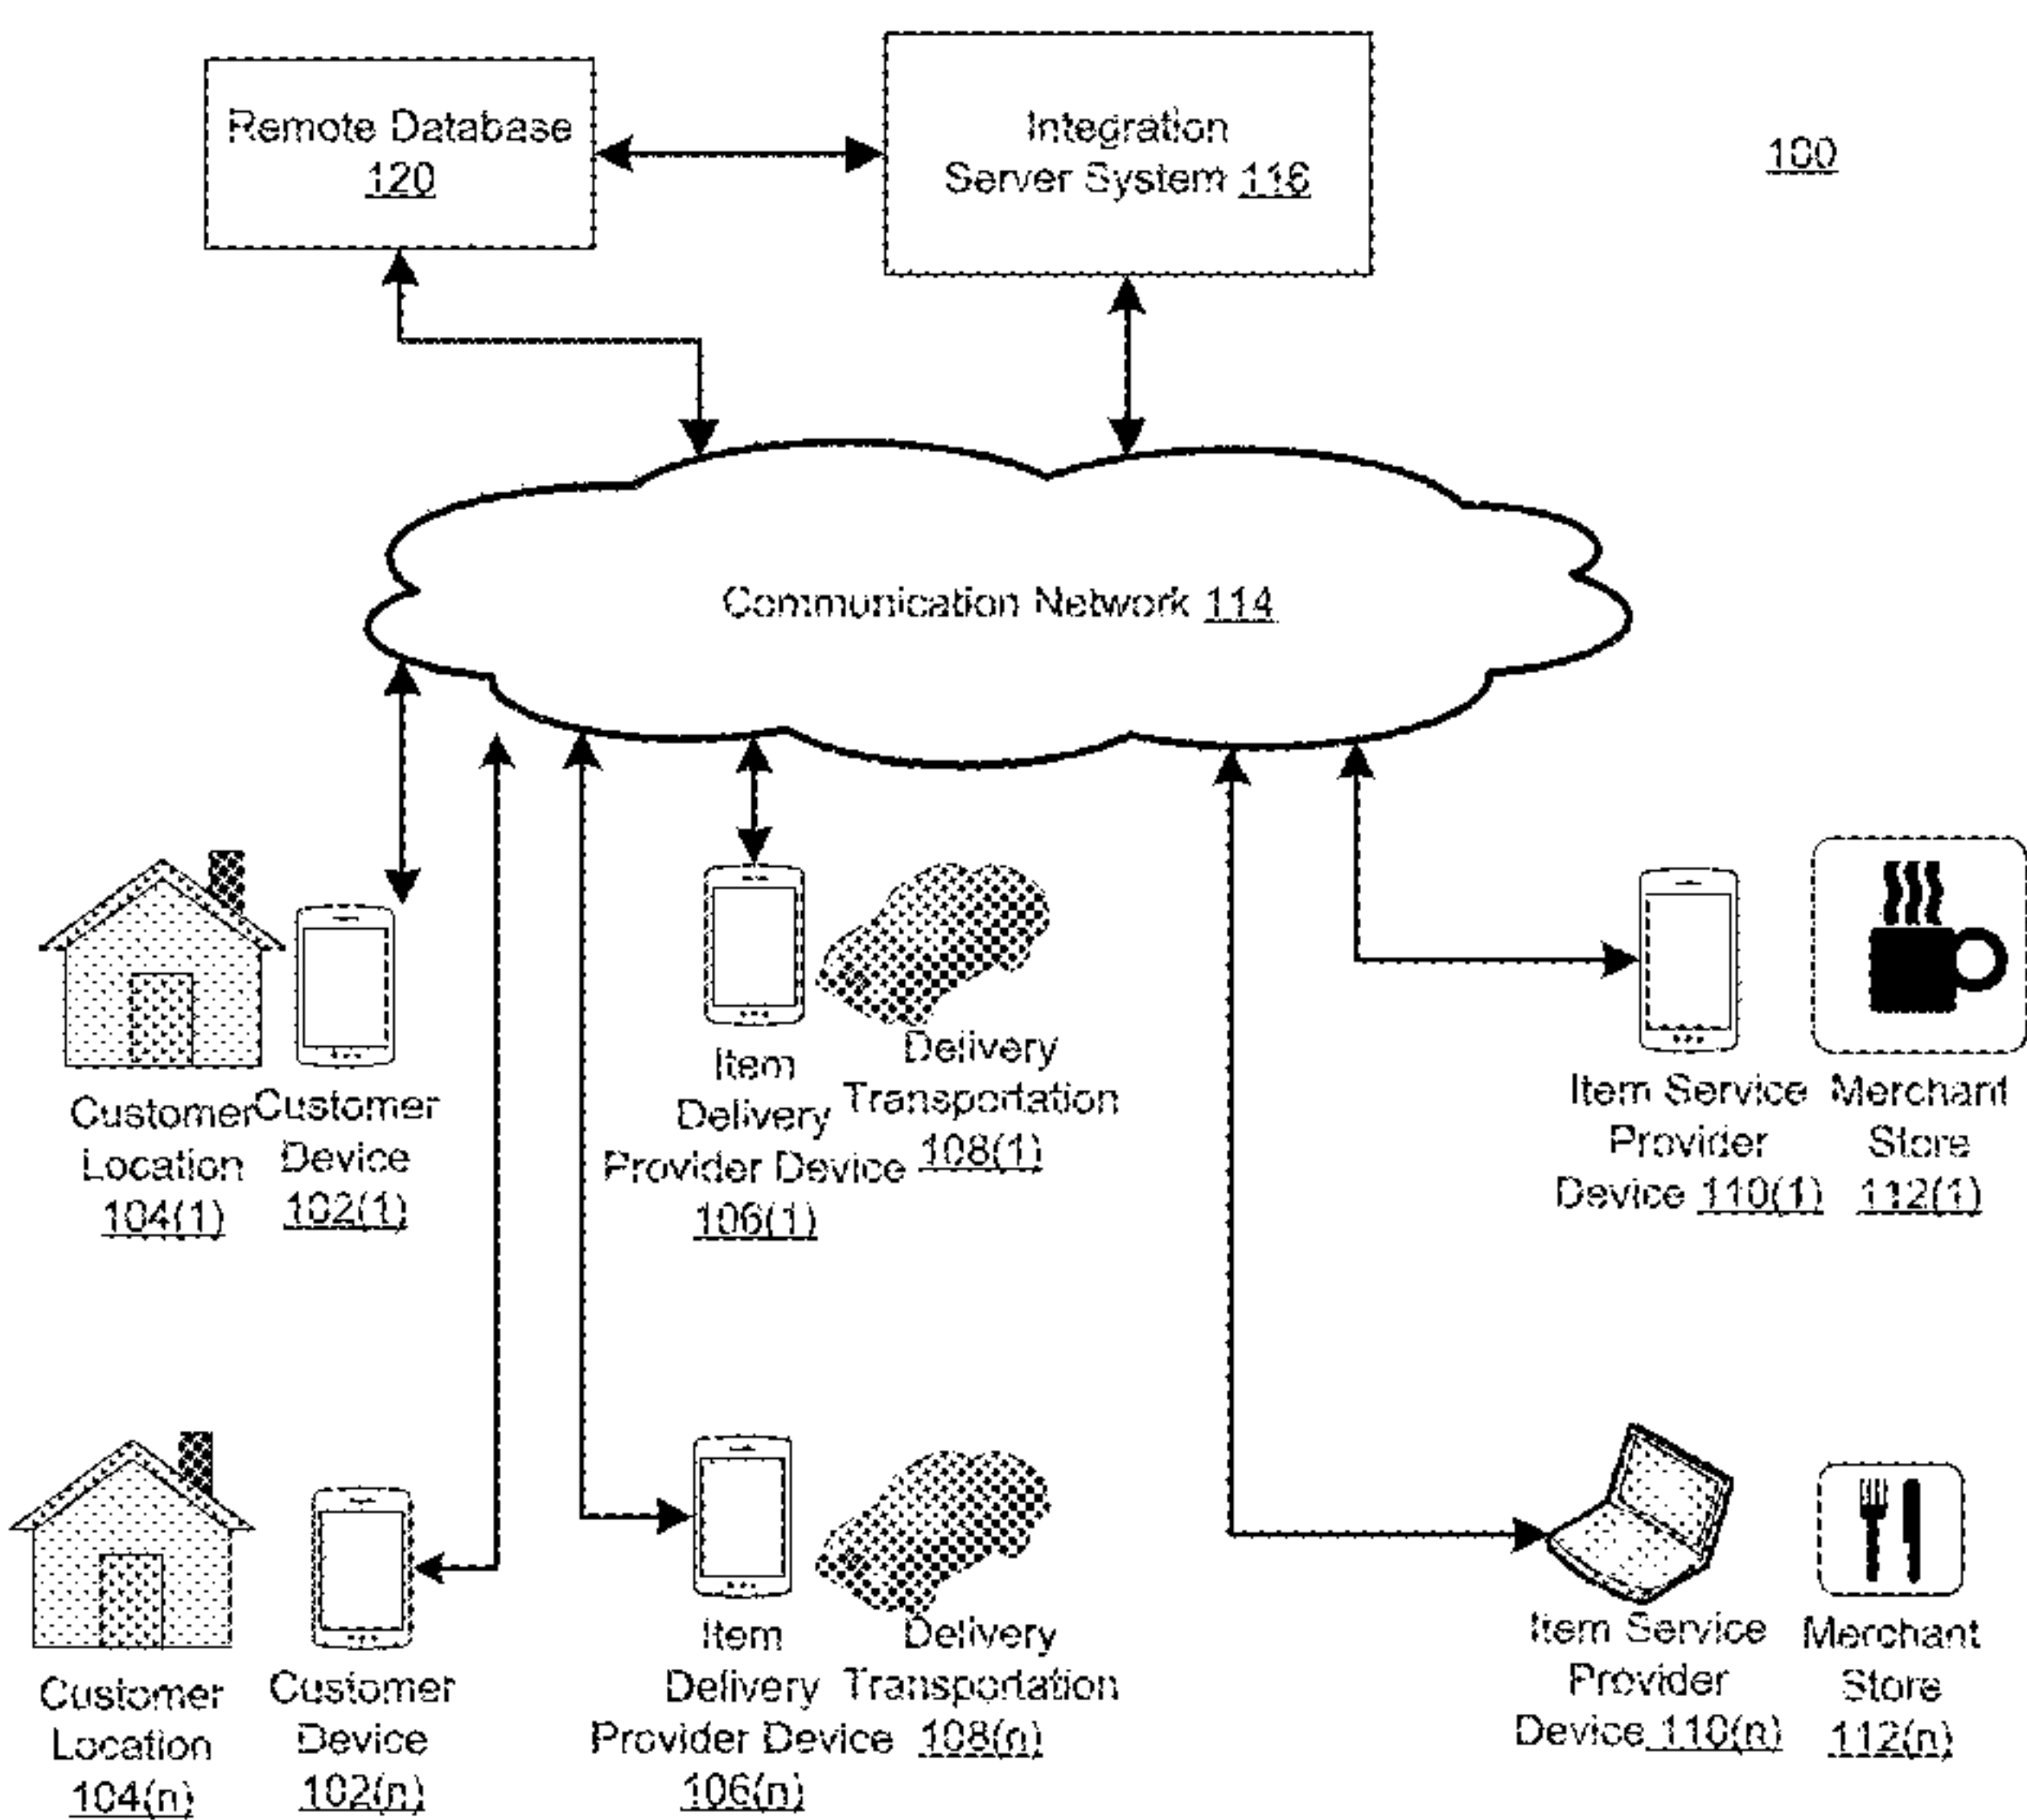 Remote Database
120
Integration
Server System 116
100
Communication Network 114
Customer
Location
104(1)
Customer
Device
102(1)
Item
Delivery
Provider Device
106(1)
Delivery
Transportation
108(1)
Item Service
Provider
Device 110(1)
Merchant
Store
112(1)
Customer
Location
104(n)
Customer
Device
102(n)
Item
Delivery
Provider Device
106(n)
Delivery
Transportation
108(n)
Item Service
Provider
Device 110(n)
Merchant
Store
112(n)